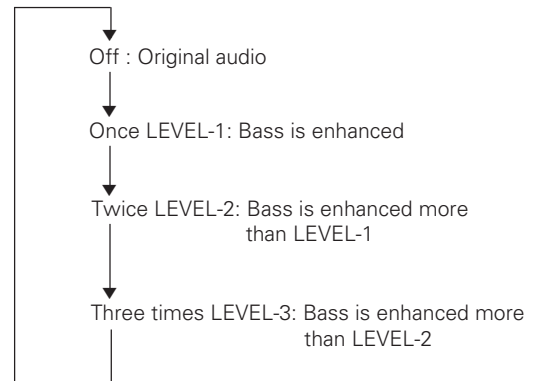 Off : Original audio
Once LEVEL-1: Bass is enhanced
Twice LEVEL-2: Bass is enhanced more
than LEVEL-1
Three times LEVEL-3: Bass is enhanced more
than LEVEL-2